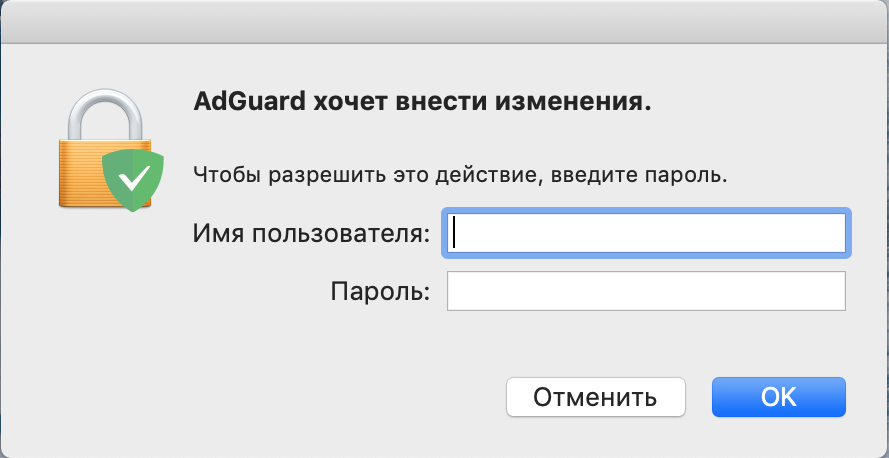 AdGuard хочет внести изменения.
Чтобы разрешить это действие, введите пароль.
Имя пользователя:
Пароль:
Отменить
OK